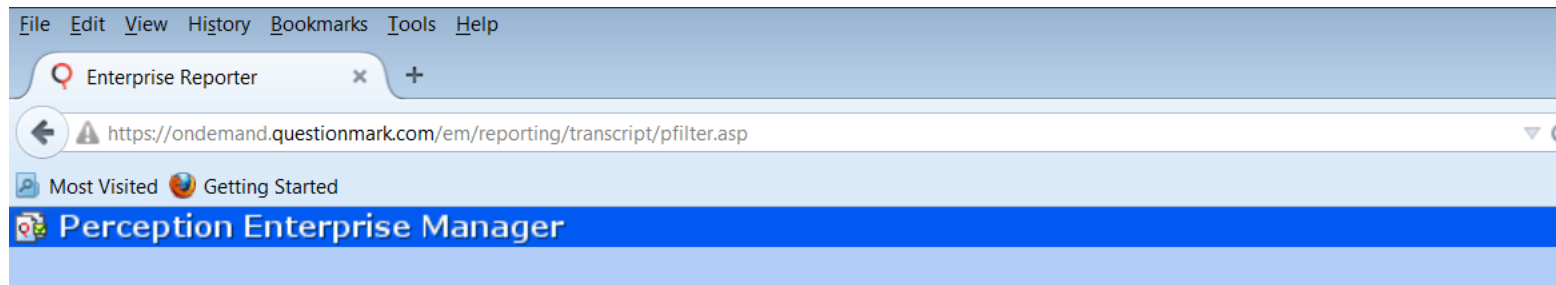 File Edit View History Bookmarks Tools Help
Enterprise Reporter
https://ondemand.questionmark.com/em/reporting/transcript/pfilter.asp
Most Visited Getting Started
Perception Enterprise Manager